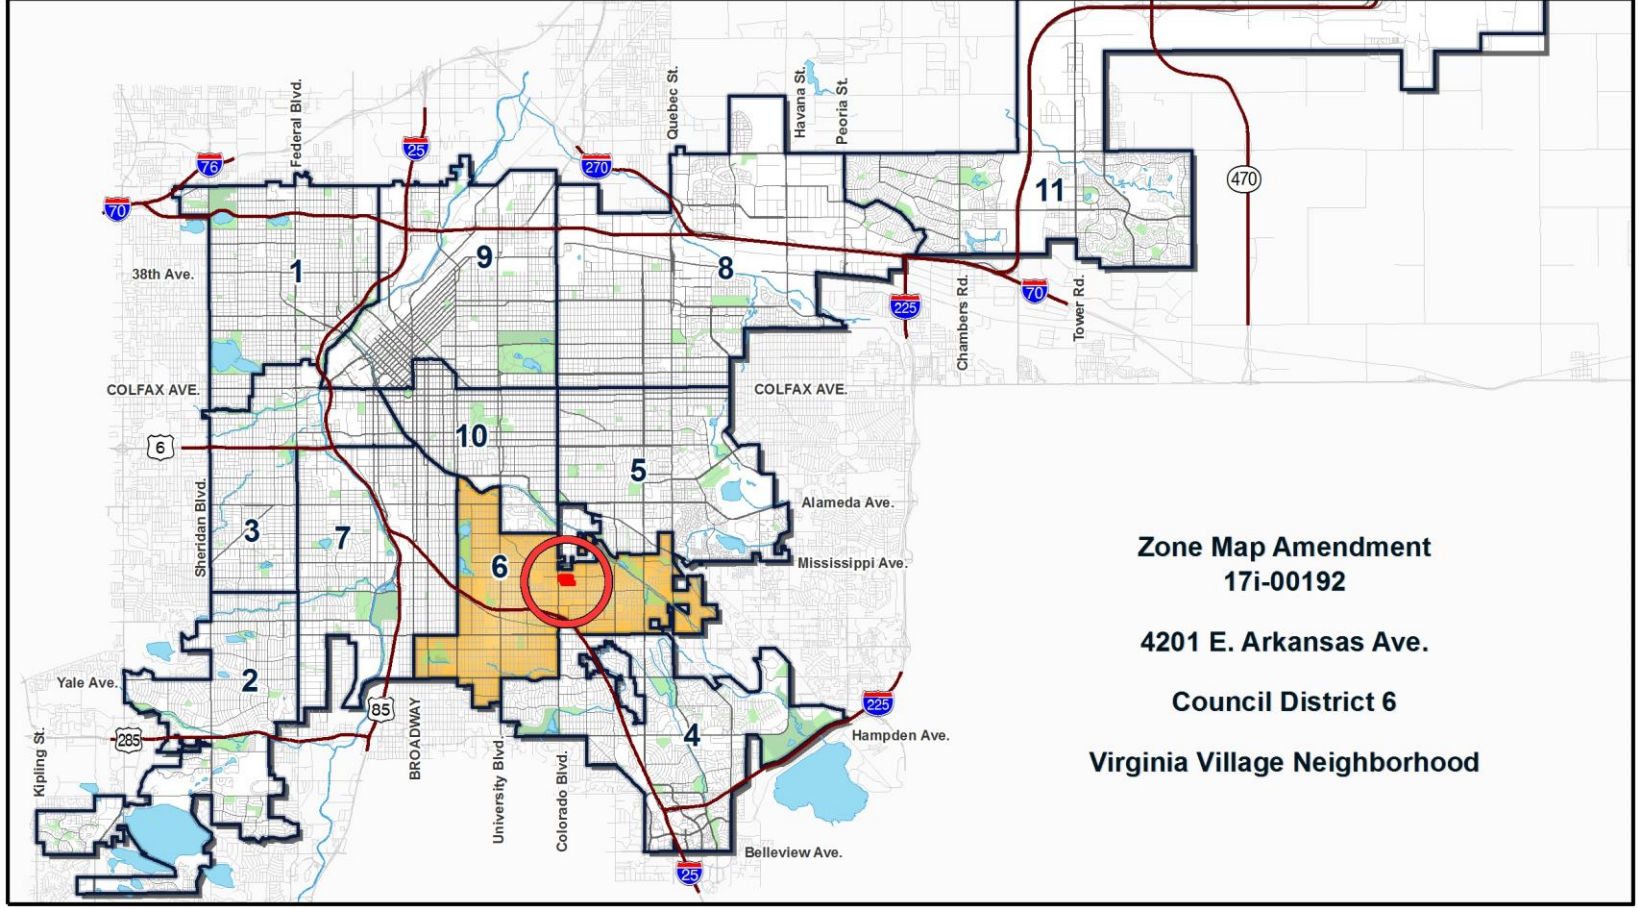 Federal Blvd.
Quebec St.
Havana St.
Peoria St.
25
76
270
70
11
470
9
1
8
38th Ave.
70
225
Chambers Rd.
Tower Rd.
COLFAX AVE.
COLFAX AVE.
10
6
5
Sheridan Blvd.
Alameda Ave.
3
7
6
Mississippi Ave.
2
Yale Ave.
85
225
285
4
Hampden Ave.
Kipling St.
BROADWAY
University Blvd.
Colorado Blvd.
Belleview Ave.
25
Zone Map Amendment
17i-00192
4201 E. Arkansas Ave.
Council District 6
Virginia Village Neighborhood